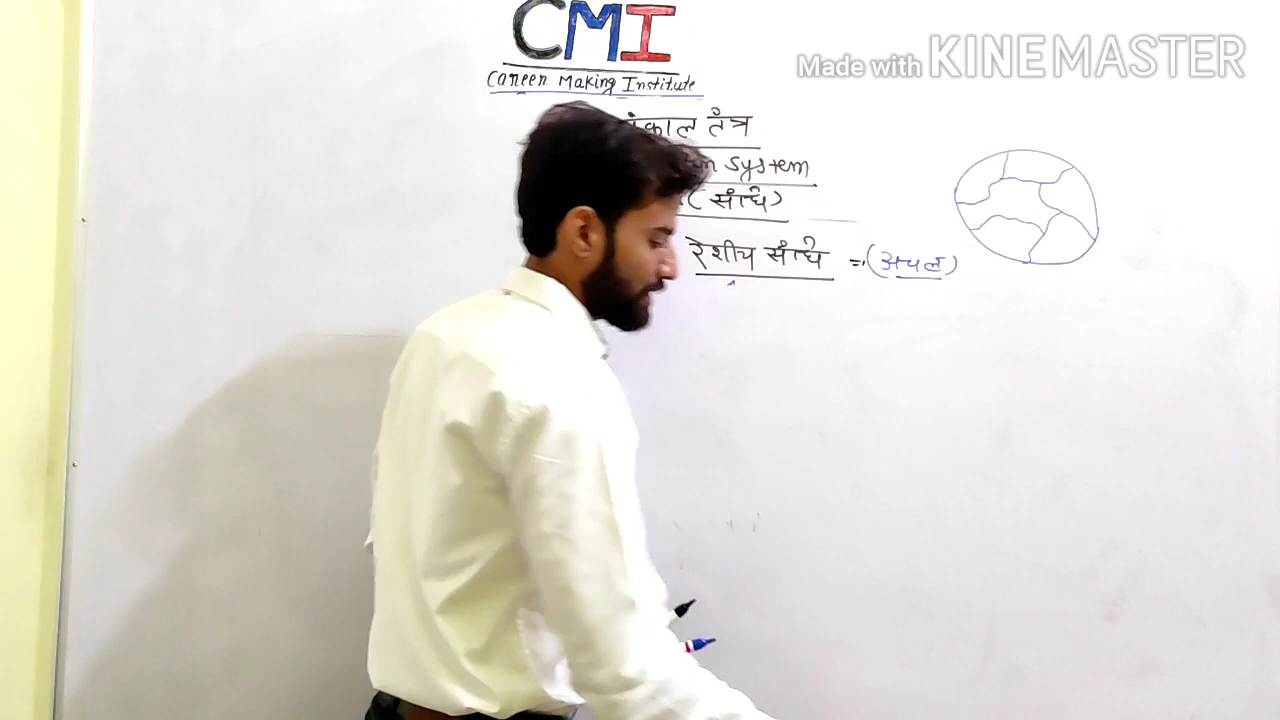 CMI
Made with KINEMASTER
Career Making Institute
तंत्र
system
(संधि)
रेशीय संधि = (अचल)